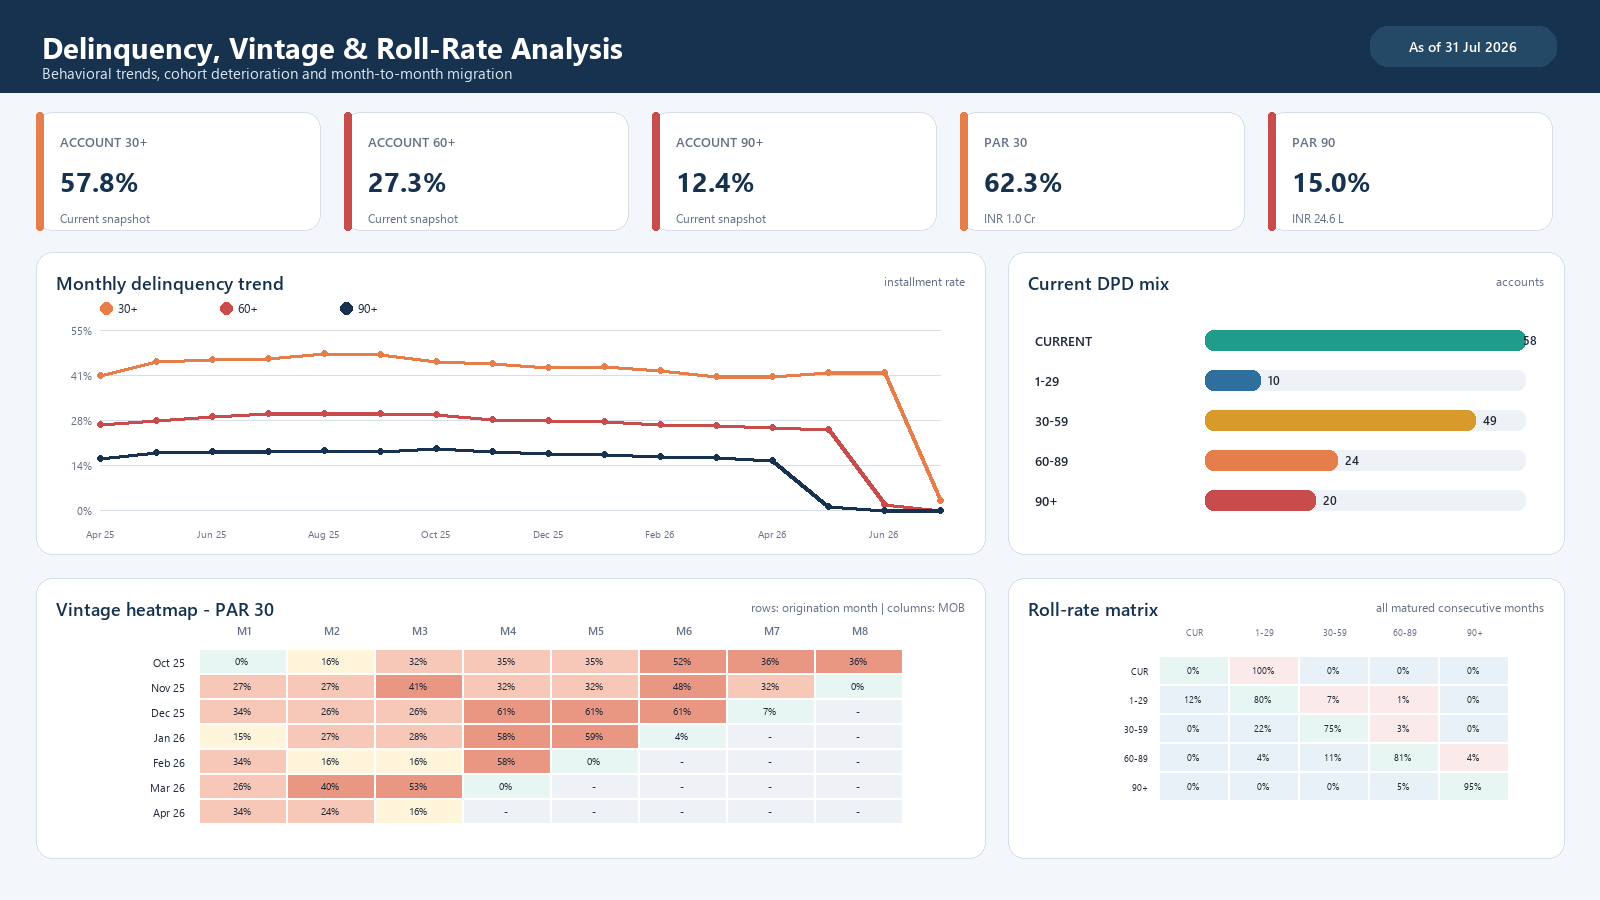 Delinquency, Vintage & Roll-Rate Analysis
Behavioral trends, cohort deterioration and month-to-month migration
As of 31 Jul 2026
ACCOUNT 30+
57.8%
Current snapshot
ACCOUNT 60+
27.3%
Current snapshot
ACCOUNT 90+
12.4%
Current snapshot
PAR 30
62.3%
INR 1.0 Cr
PAR 90
15.0%
INR 24.6 L
Monthly delinquency trend
installment rate
30+ 60+ 90+
55%
41%
28%
14%
0%
Apr 25 Jun 25 Aug 25 Oct 25 Dec 25 Feb 26 Apr 26 Jun 26
Current DPD mix
accounts
CURRENT 58
1-29 10
30-59 49
60-89 24
90+ 20
Vintage heatmap - PAR 30
rows: origination month | columns: MOB
M1 M2 M3 M4 M5 M6 M7 M8
Oct 25 0% 16% 32% 35% 35% 52% 36% 36%
Nov 25 27% 27% 41% 32% 32% 48% 32% 0%
Dec 25 34% 26% 26% 61% 61% 61% 7% -
Jan 26 15% 27% 28% 58% 59% 4% - -
Feb 26 34% 16% 16% 58% 0% - - -
Mar 26 26% 40% 53% 0% - - - -
Apr 26 34% 24% 16% - - - - -
Roll-rate matrix
all matured consecutive months
CUR 1-29 30-59 60-89 90+
CUR 0% 100% 0% 0% 0%
1-29 12% 80% 7% 1% 0%
30-59 0% 22% 75% 3% 0%
60-89 0% 4% 11% 81% 4%
90+ 0% 0% 0% 5% 95%